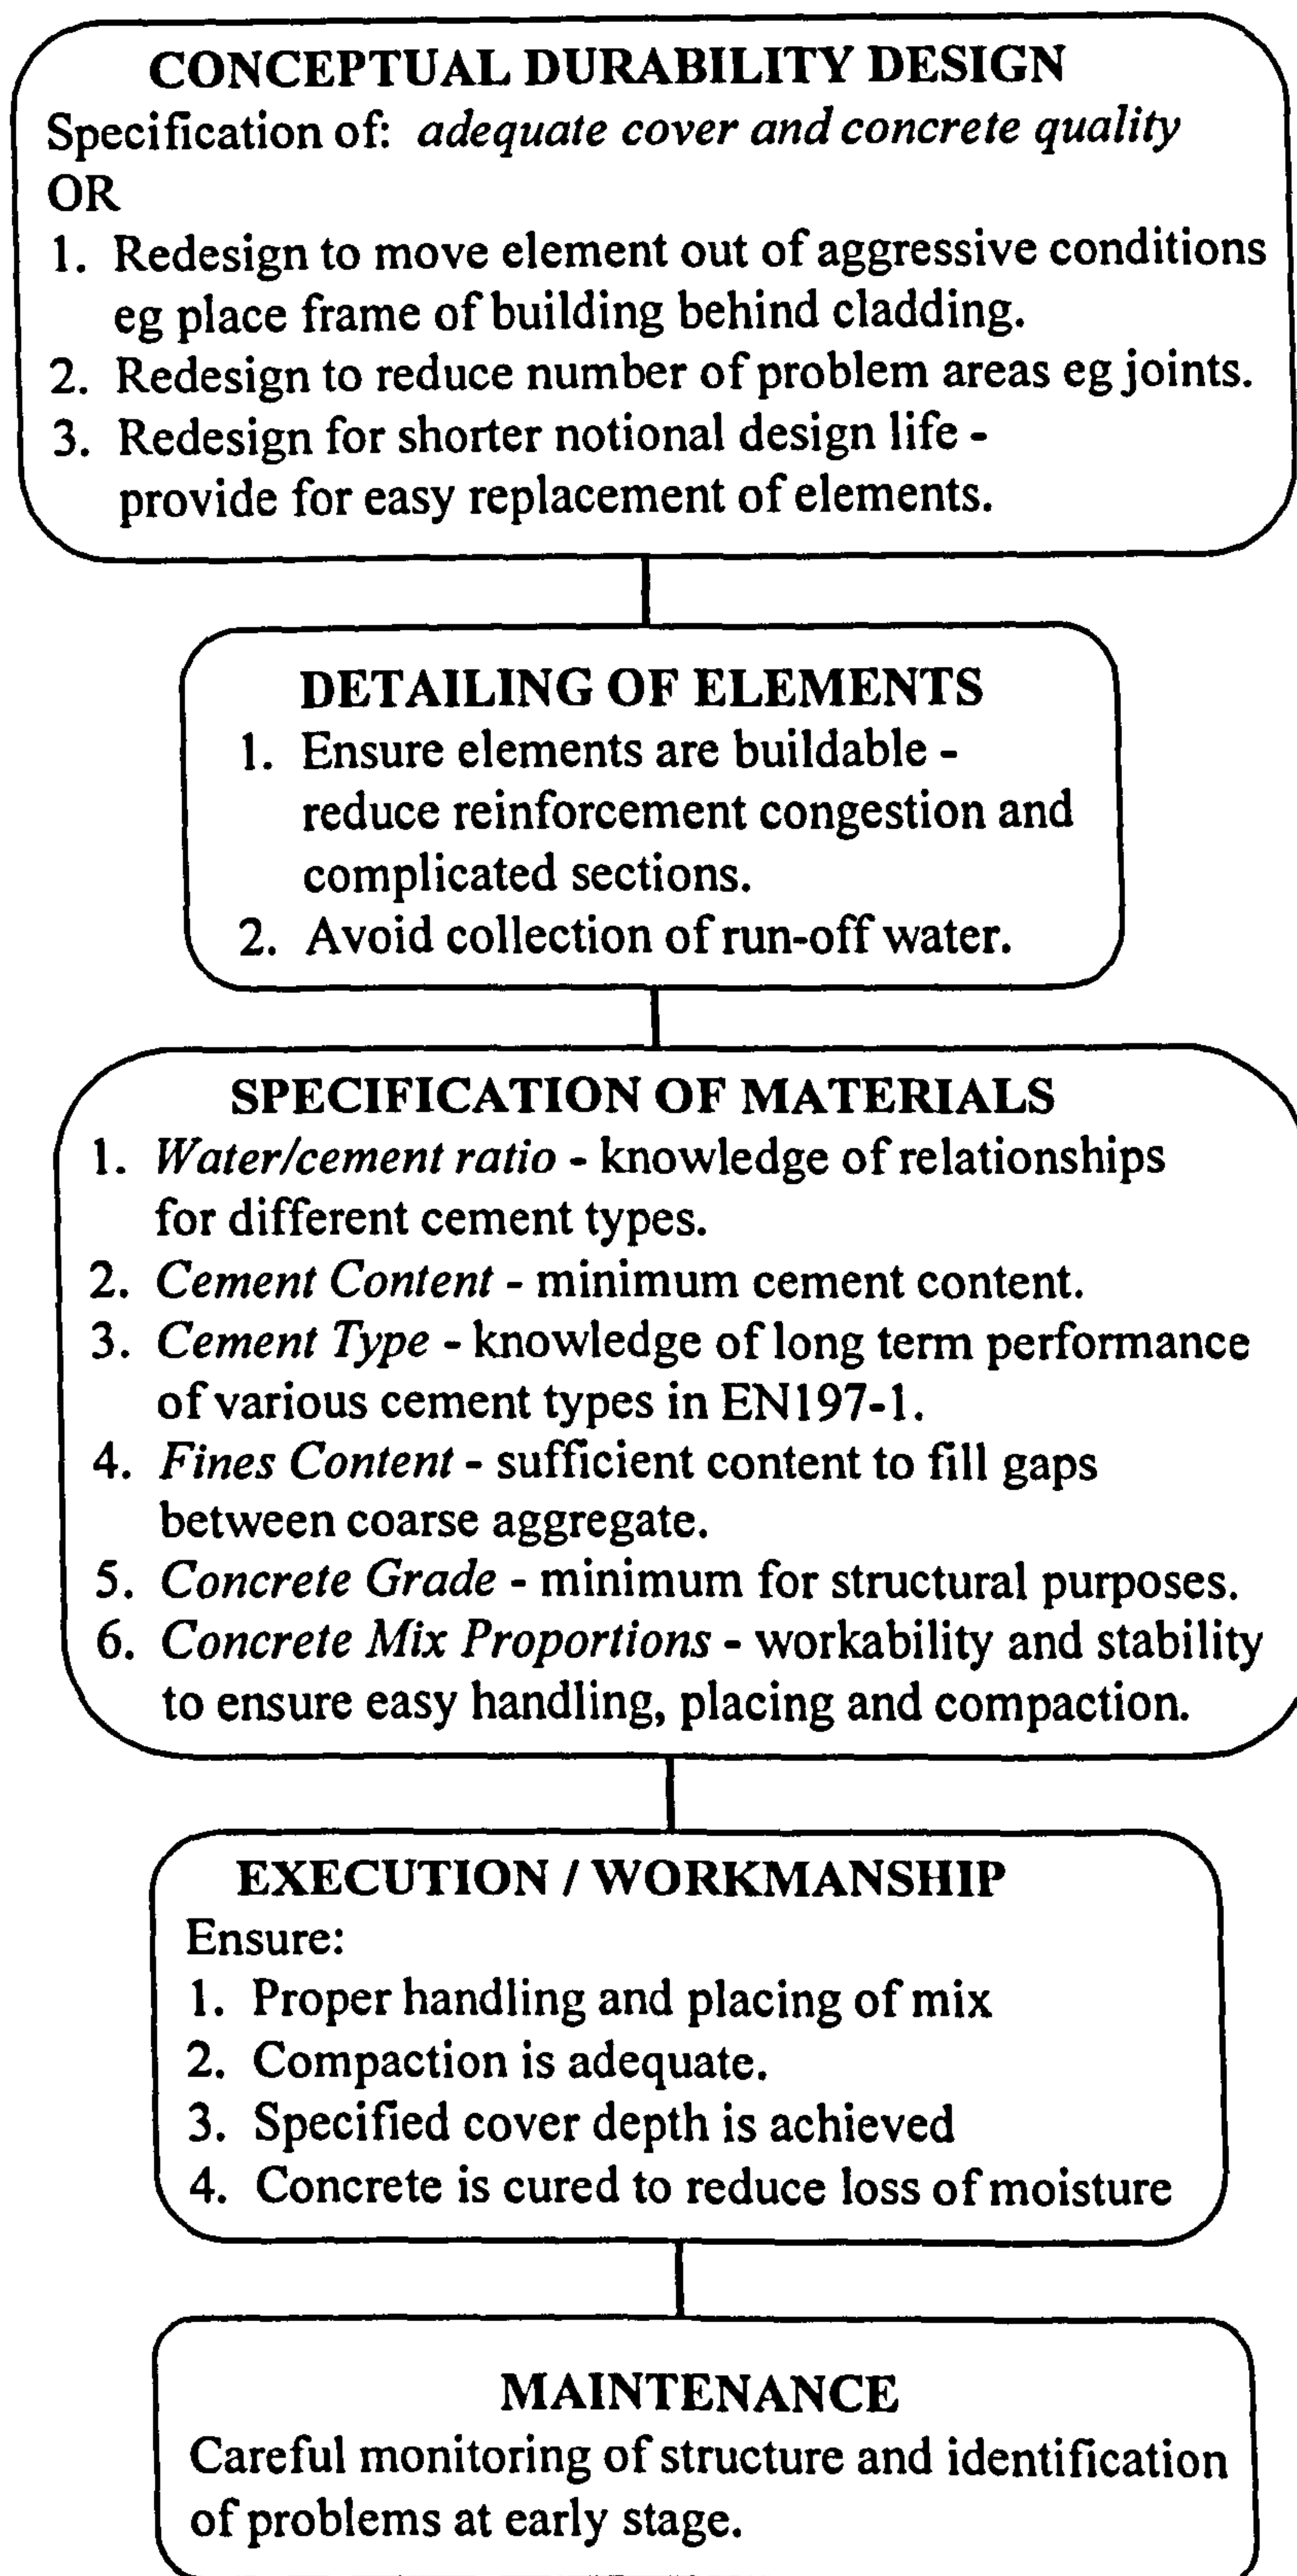 CONCEPTUAL DURABILITY DESIGN
Specification of: adequate cover and concrete quality
OR
1. Redesign to move element out of aggressive conditions
eg place frame of building behind cladding.
2. Redesign to reduce number of problem areas eg joints.
3. Redesign for shorter notional design life -
provide for easy replacement of elements.
DETAILING OF ELEMENTS
1. Ensure elements are buildable -
reduce reinforcement congestion and
complicated sections.
2. Avoid collection of run-off water.
SPECIFICATION OF MATERIALS
1. Water/cement ratio - knowledge of relationships
for different cement types.
2. Cement Content - minimum cement content.
3. Cement Type - knowledge of long term performance
of various cement types in EN197-1.
4. Fines Content - sufficient content to fill gaps
between coarse aggregate.
5. Concrete Grade - minimum for structural purposes.
6. Concrete Mix Proportions - workability and stability
to ensure easy handling, placing and compaction.
EXECUTION / WORKMANSHIP
Ensure:
1. Proper handling and placing of mix
2. Compaction is adequate.
3. Specified cover depth is achieved
4. Concrete is cured to reduce loss of moisture
MAINTENANCE
Careful monitoring of structure and identification
of problems at early stage.